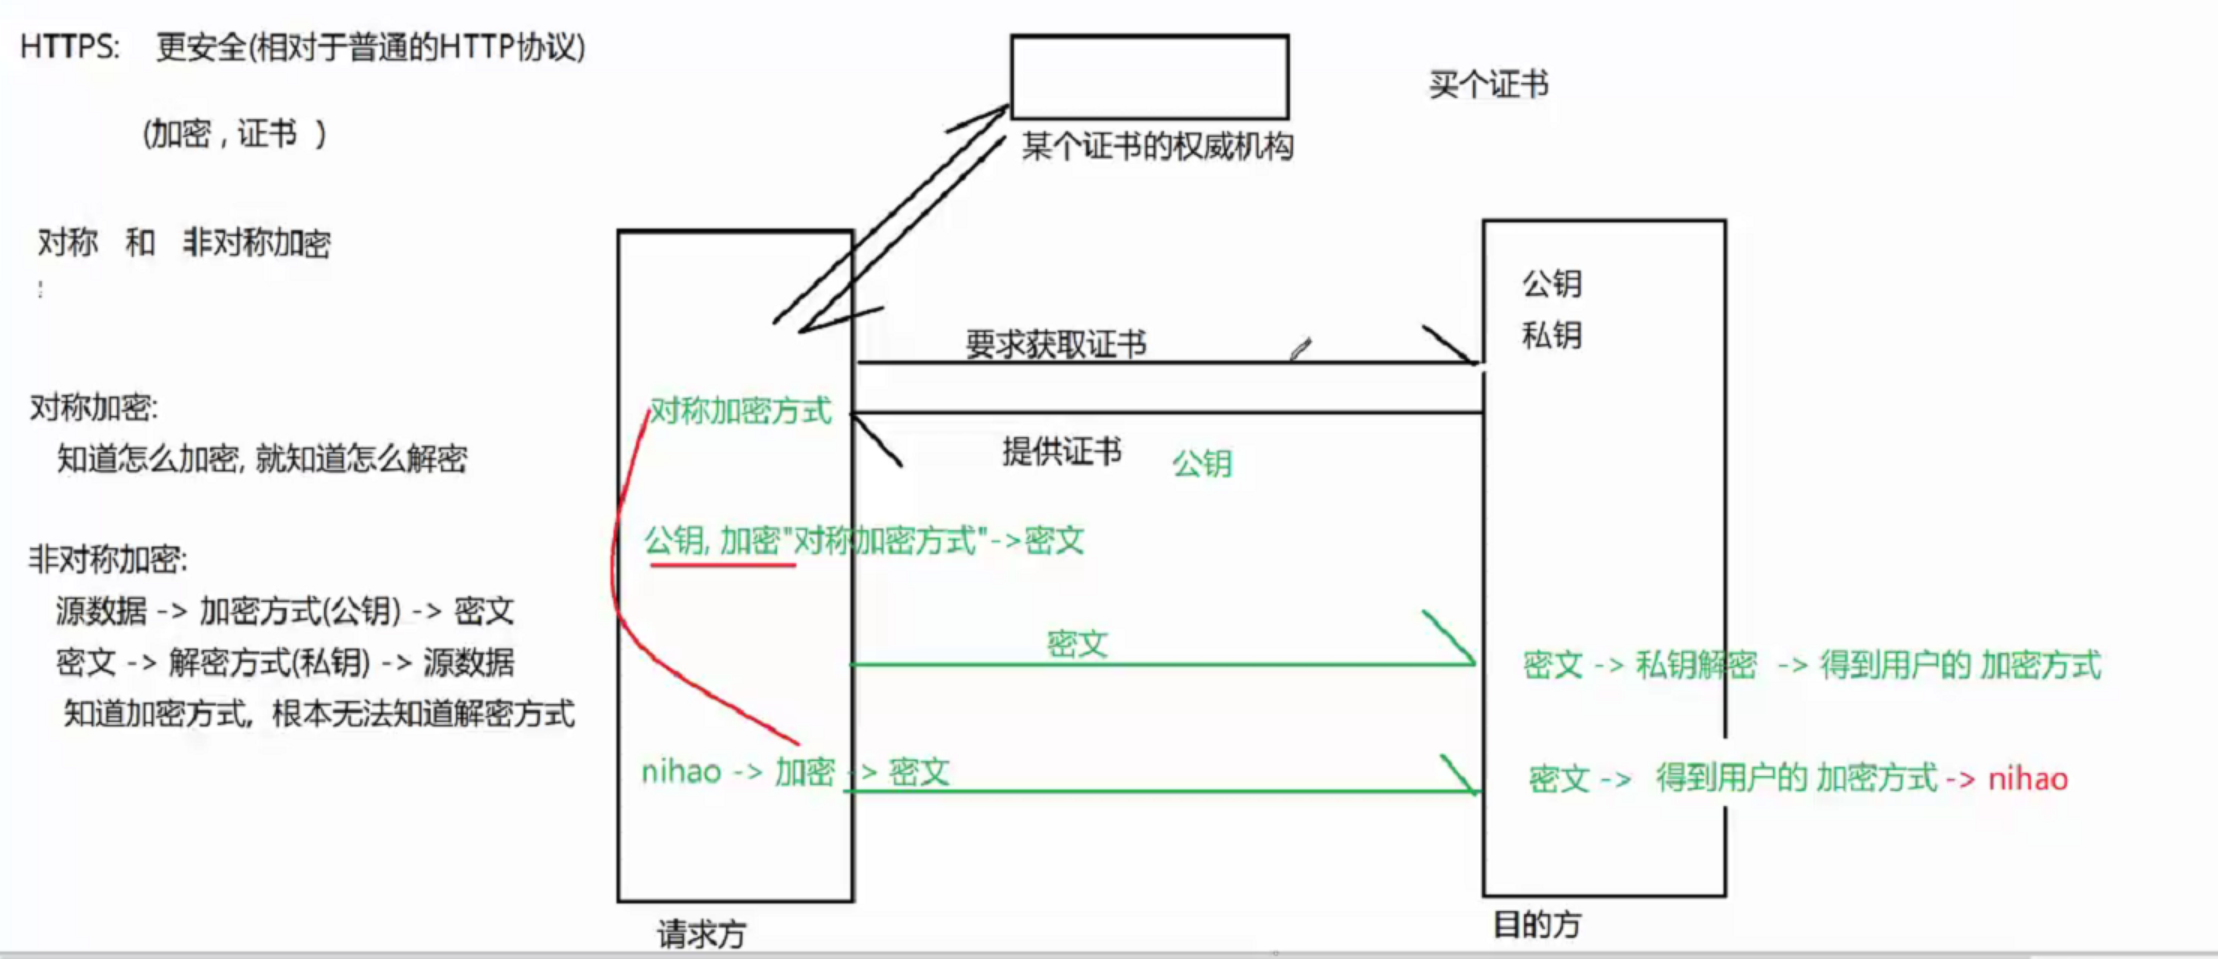 HTTPS: 更安全(相对于普通的HTTP协议)
(加密 , 证书 )
对称 和 非对称加密
对称加密:
知道怎么加密, 就知道怎么解密
非对称加密:
源数据 -> 加密方式(公钥) -> 密文
密文 -> 解密方式(私钥) -> 源数据
知道加密方式, 根本无法知道解密方式
某个证书的权威机构
买个证书
公钥
私钥
要求获取证书
对称加密方式
提供证书 公钥
公钥, 加密"对称加密方式"->密文
密文
密文 -> 私钥解密 -> 得到用户的 加密方式
nihao -> 加密 -> 密文
密文 -> 得到用户的 加密方式 -> nihao
请求方
目的方